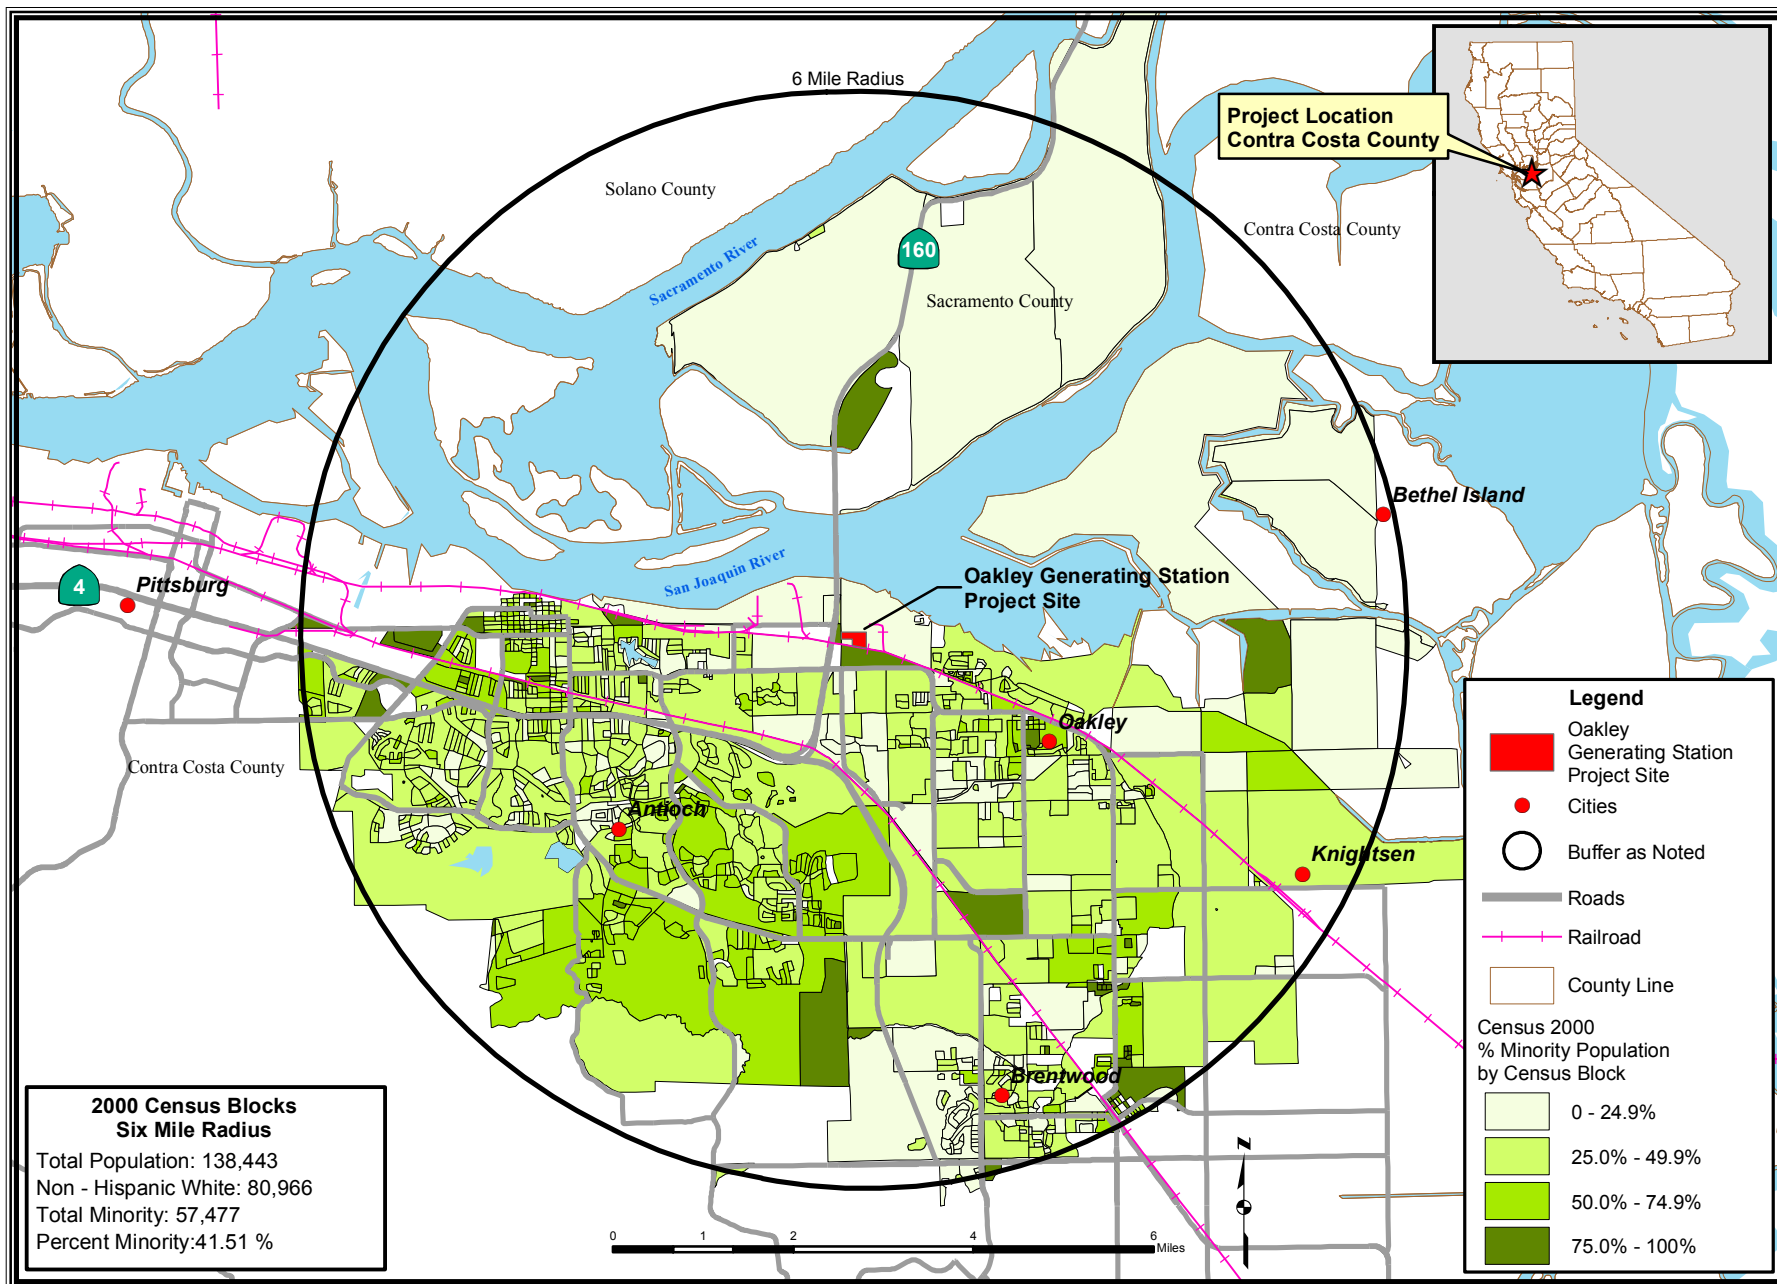 6 Mile Radius
Project Location
Contra Costa County
Solano County
Contra Costa County
160
Sacramento River
Sacramento County
Bethel Island
San Joaquin River
Oakley Generating Station
Project Site
4
Pittsburg
Oakley
Contra Costa County
Antioch
Knightsen
Brentwood
Legend
Oakley
Generating Station
Project Site
Cities
Buffer as Noted
Roads
Railroad
County Line
Census 2000
% Minority Population
by Census Block
0 - 24.9%
25.0% - 49.9%
50.0% - 74.9%
75.0% - 100%
2000 Census Blocks
Six Mile Radius
Total Population: 138,443
Non - Hispanic White: 80,966
Total Minority: 57,477
Percent Minority:41.51 %
0 1 2 4 6
Miles
N